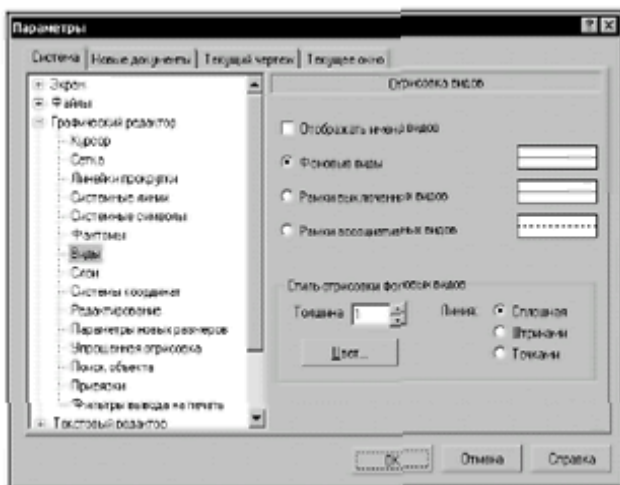 Параметры
Система Новые документы Текущий чертеж Текущее окно
Экран
Файлы
Графический редактор
Курсор
Сетка
Линейки прокрутки
Системные линии
Системные символы
Фантомы
Виды
Слои
Системы координат
Редактирование
Параметры новых размеров
Упрощенная отрисовка
Поиск объекта
Привязки
Фильтры вывода на печать
Текстовый редактор
Отрисовка видов
Отображать имена видов
Фоновые виды
Рамки выключенных видов
Рамки ассоциативных видов
Стиль отрисовки фоновых видов
Толщина 1 Линия: Сплошная
Штрихами
Цвет... Точками
OK Отмена Справка